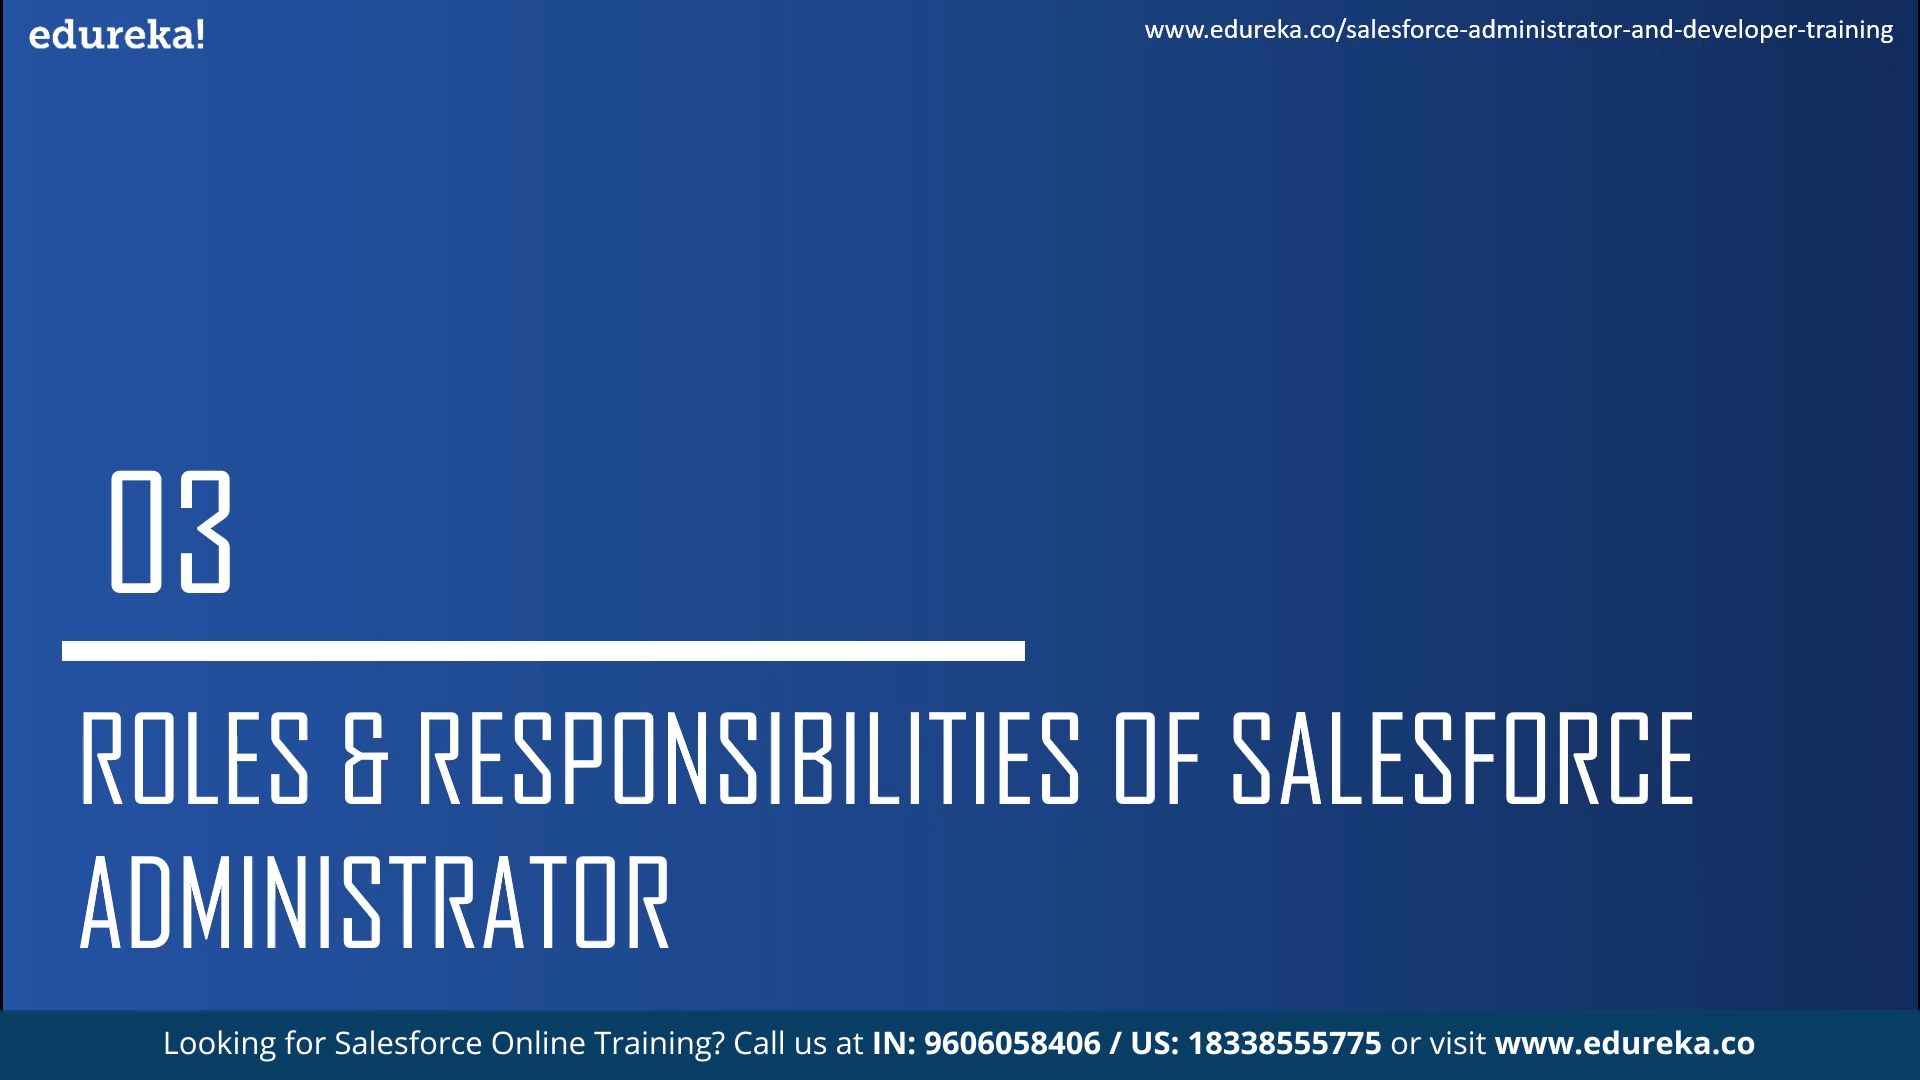 edureka!
www.edureka.co/salesforce-administrator-and-developer-training
03
ROLES & RESPONSIBILITIES OF SALESFORCE
ADMINISTRATOR
Looking for Salesforce Online Training? Call us at IN: 9606058406 / US: 18338555775 or visit www.edureka.co